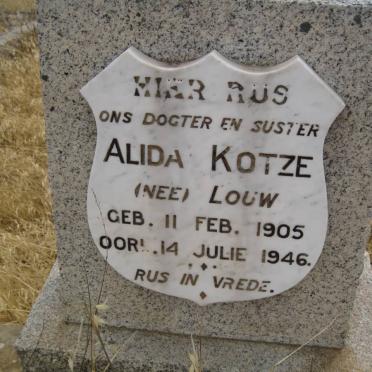 HIER RUS
ONS DOGTER EN SUSTER
ALIDA KOTZE
(NEE) LOUW
GEB. 11 FEB. 1905
OORL. 14 JULIE 1946.
RUS IN VREDE.